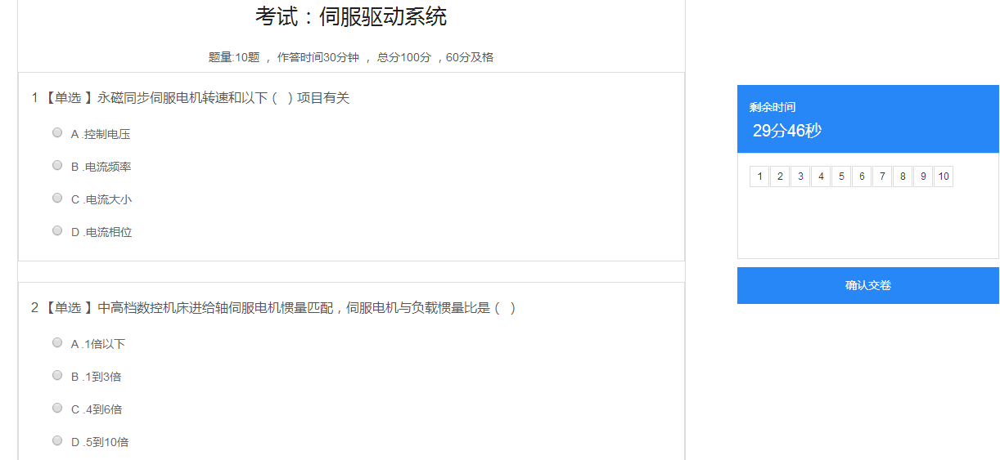 考试：伺服驱动系统
题量:10题 ， 作答时间30分钟 ， 总分100分 ，60分及格
1 【单选 】永磁同步伺服电机转速和以下（ ）项目有关
A .控制电压
B .电流频率
C .电流大小
D .电流相位
2 【单选 】中高档数控机床进给轴伺服电机惯量匹配，伺服电机与负载惯量比是（ ）
A .1倍以下
B .1到3倍
C .4到6倍
D .5到10倍
剩余时间
29分46秒
1 2 3 4 5 6 7 8 9 10
确认交卷